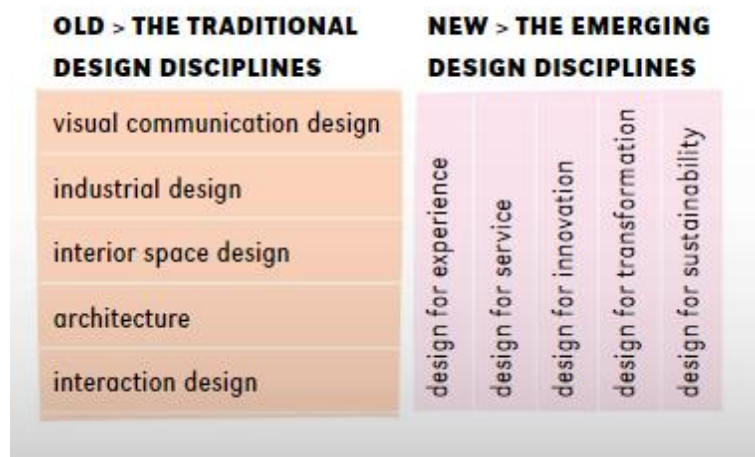 OLD > THE TRADITIONAL
DESIGN DISCIPLINES
visual communication design
industrial design
interior space design
architecture
interaction design
NEW > THE EMERGING
DESIGN DISCIPLINES
design for experience
design for service
design for innovation
design for transformation
design for sustainability